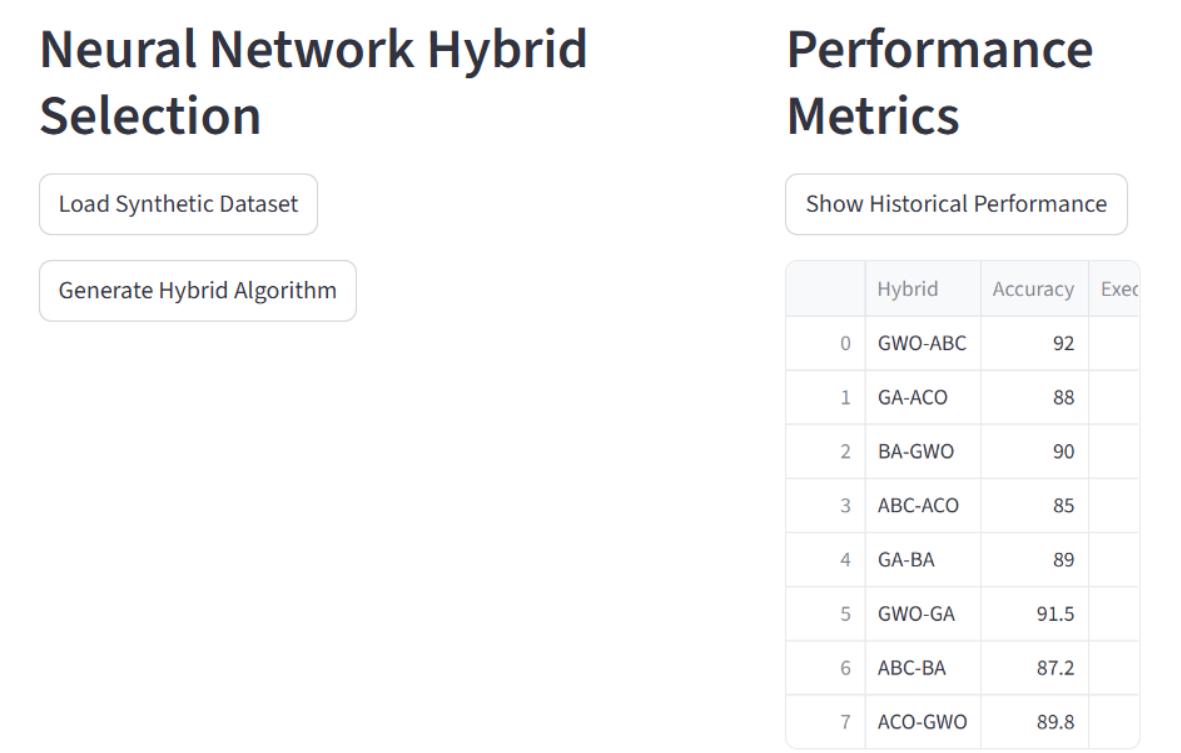 Neural Network Hybrid
Selection
Load Synthetic Dataset
Generate Hybrid Algorithm
Performance
Metrics
Show Historical Performance
Hybrid Accuracy Exec
0 GWO-ABC 92
1 GA-ACO 88
2 BA-GWO 90
3 ABC-ACO 85
4 GA-BA 89
5 GWO-GA 91.5
6 ABC-BA 87.2
7 ACO-GWO 89.8